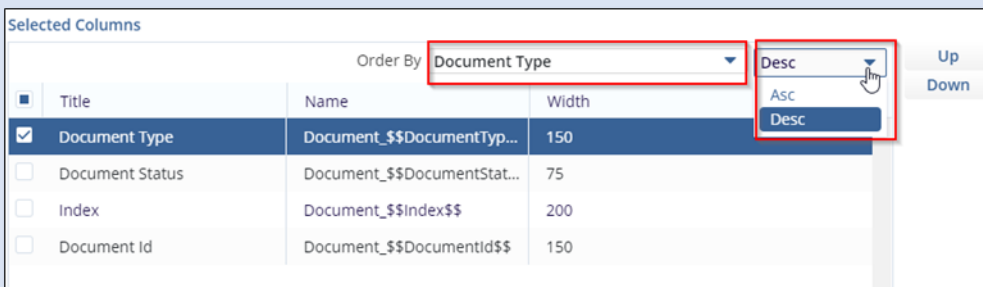 Selected Columns
Order By Document Type Desc Up
Asc Down
Desc
Title Name Width
Document Type Document_$$DocumentTyp... 150
Document Status Document_$$DocumentStat... 75
Index Document_$$Index$$ 200
Document Id Document_$$DocumentId$$ 150